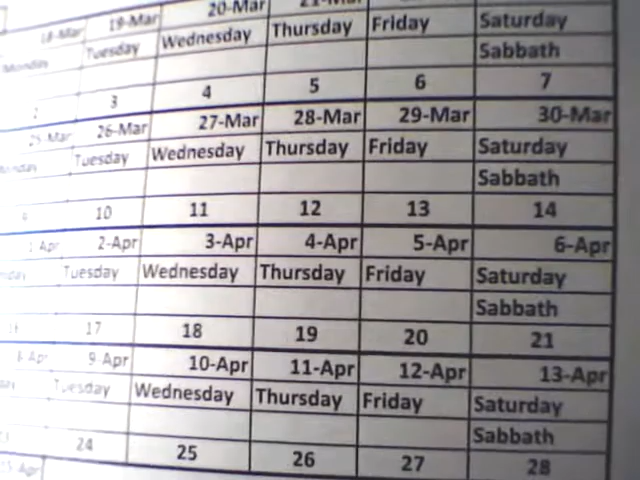 18-Mar 19-Mar 20-Mar 21-Mar
Monday Tuesday Wednesday Thursday Friday Saturday
Sabbath
2 3 4 5 6 7
25-Mar 26-Mar 27-Mar 28-Mar 29-Mar 30-Mar
Tuesday Wednesday Thursday Friday Saturday
Sabbath
10 11 12 13 14
1-Apr 2-Apr 3-Apr 4-Apr 5-Apr 6-Apr
Tuesday Wednesday Thursday Friday Saturday
Sabbath
16 17 18 19 20 21
8-Apr 9-Apr 10-Apr 11-Apr 12-Apr 13-Apr
Tuesday Wednesday Thursday Friday Saturday
Sabbath
24 25 26 27 28
15-Apr